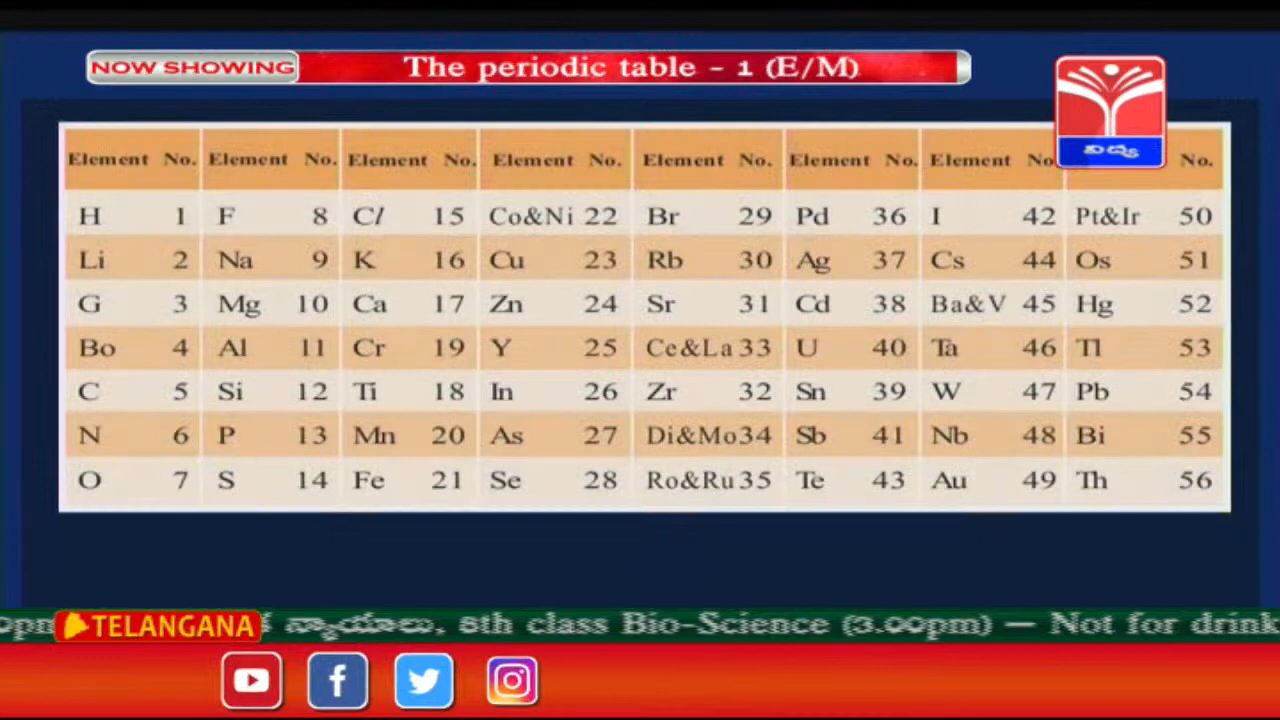 NOW SHOWING The periodic table - 1 (E/M)
విద్య
Element No. Element No. Element No. Element No. Element No. Element No. Element No No.
H 1 F 8 Cl 15 Co&Ni 22 Br 29 Pd 36 I 42 Pt&Ir 50
Li 2 Na 9 K 16 Cu 23 Rb 30 Ag 37 Cs 44 Os 51
G 3 Mg 10 Ca 17 Zn 24 Sr 31 Cd 38 Ba&V 45 Hg 52
Bo 4 Al 11 Cr 19 Y 25 Ce&La 33 U 40 Ta 46 Tl 53
C 5 Si 12 Ti 18 In 26 Zr 32 Sn 39 W 47 Pb 54
N 6 P 13 Mn 20 As 27 Di&Mo 34 Sb 41 Nb 48 Bi 55
O 7 S 14 Fe 21 Se 28 Ro&Ru 35 Te 43 Au 49 Th 56
TELANGANA న్యాయాలు, 8th class Bio-Science (3.00pm) – Not for drink